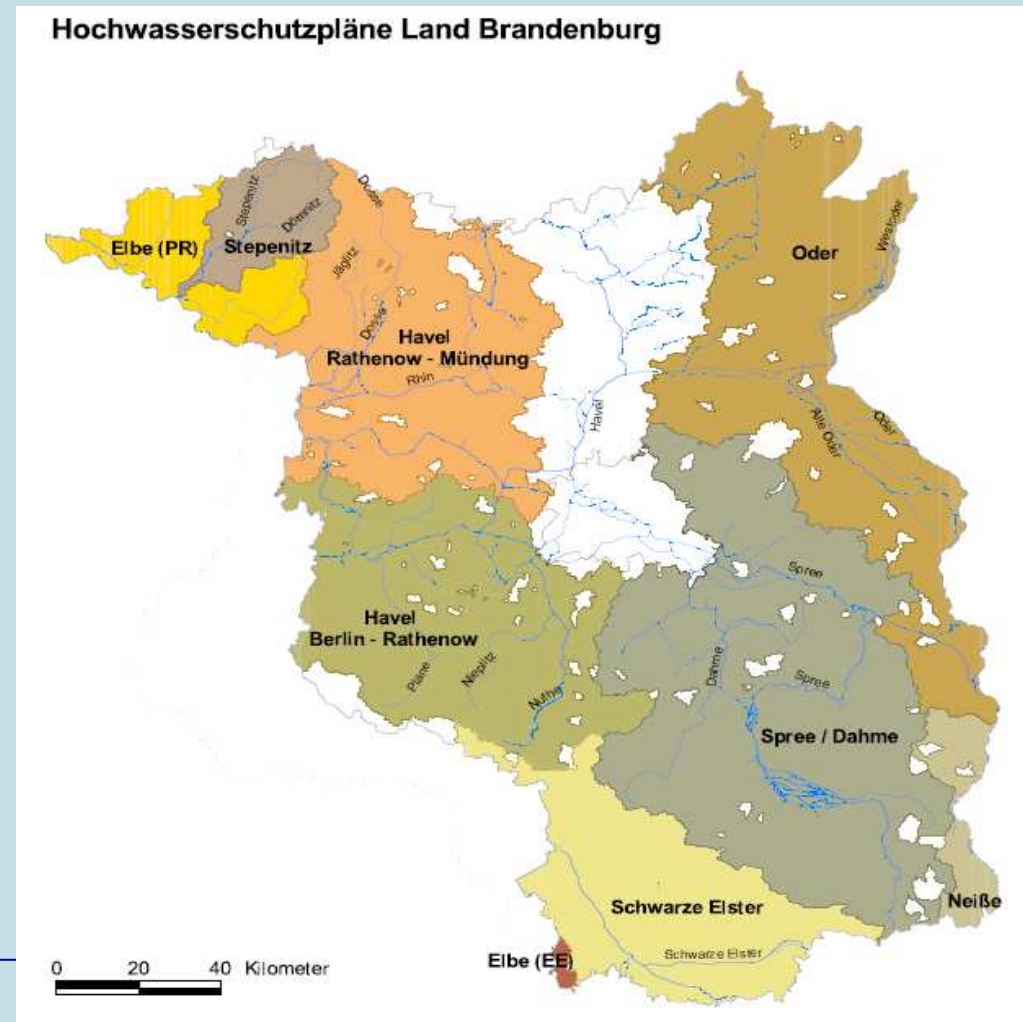 Hochwasserschutzpläne Land Brandenburg
Elbe (PR)
Stepenitz
Stepenitz
Dömnitz
Dosse
Jäglitz
Dosse
Havel
Rathenow - Mündung
Rhin
Havel
Oder
Westoder
Alte Oder
Oder
Havel
Berlin - Rathenow
Plane
Nieplitz
Nuthe
Spree
Dahme
Spree
Spree / Dahme
Neiße
Schwarze Elster
Schwarze Elster
Elbe (EE)
0 20 40 Kilometer